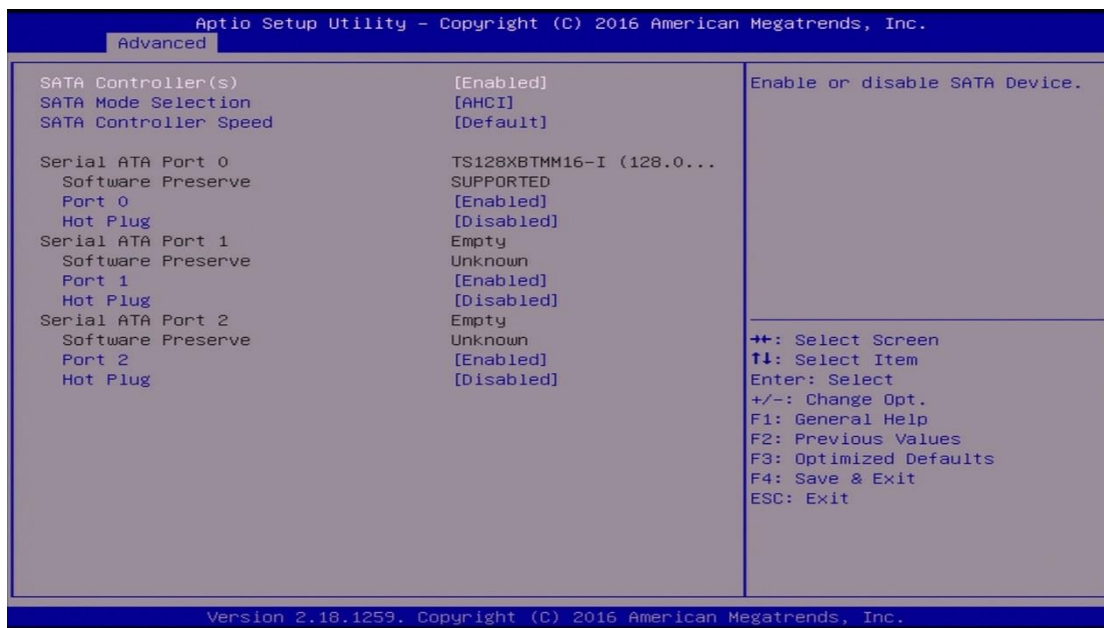 Aptio Setup Utility – Copyright (C) 2016 American Megatrends, Inc.
Advanced
SATA Controller(s) [Enabled]
SATA Mode Selection [AHCI]
SATA Controller Speed [Default]
Serial ATA Port 0 TS128XBTMM16-I (128.0...
Software Preserve SUPPORTED
Port 0 [Enabled]
Hot Plug [Disabled]
Serial ATA Port 1 Empty
Software Preserve Unknown
Port 1 [Enabled]
Hot Plug [Disabled]
Serial ATA Port 2 Empty
Software Preserve Unknown
Port 2 [Enabled]
Hot Plug [Disabled]
Enable or disable SATA Device.
→←: Select Screen
↑↓: Select Item
Enter: Select
+/-: Change Opt.
F1: General Help
F2: Previous Values
F3: Optimized Defaults
F4: Save & Exit
ESC: Exit
Version 2.18.1259. Copyright (C) 2016 American Megatrends, Inc.